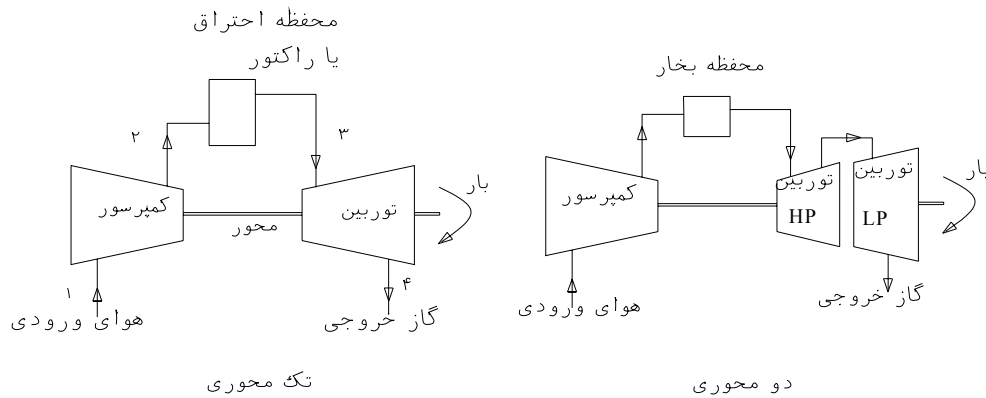 محفظه احتراق
یا راکتور
۲
۳
کمپرسور
توربین
بار
محور
۱
۴
هوای ورودی
گاز خروجی
تک محوری
محفظه بخار
کمپرسور
توربین
HP
توربین
LP
بار
هوای ورودی
گاز خروجی
دو محوری